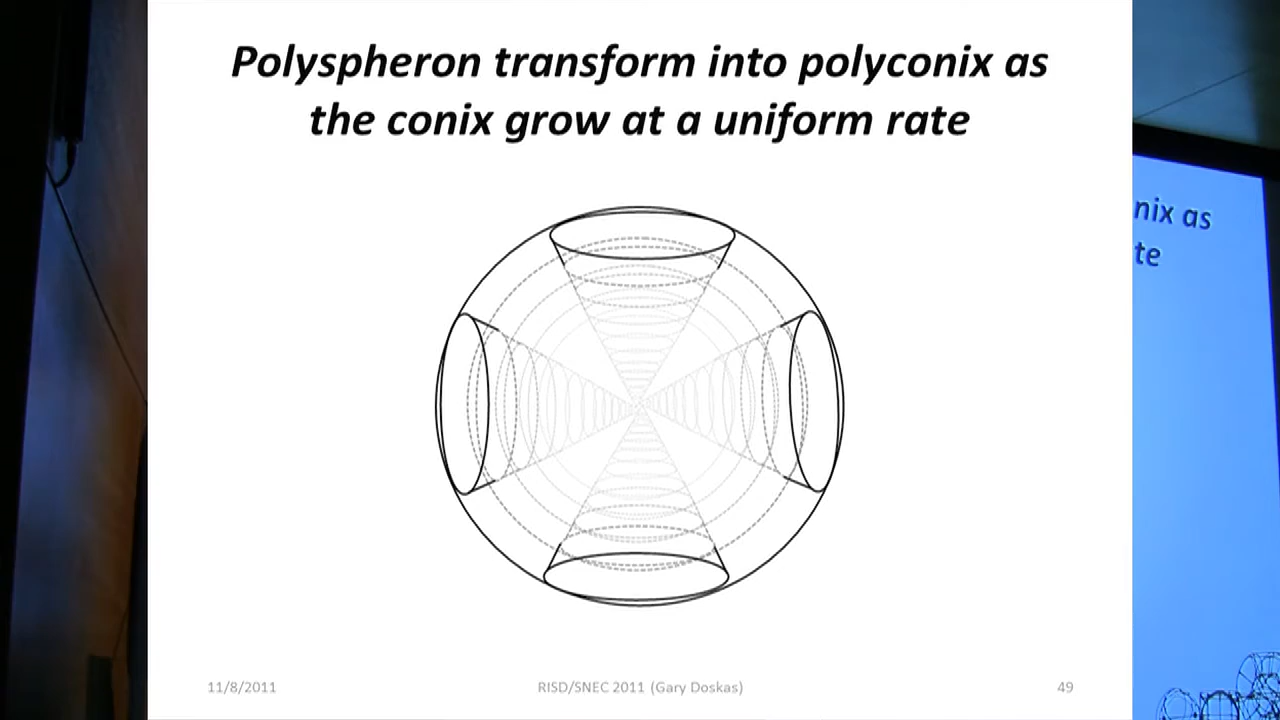 Polyspheron transform into polyconix as
the conix grow at a uniform rate
nix as
te
11/8/2011
RISD/SNEC 2011 (Gary Doskas)
49